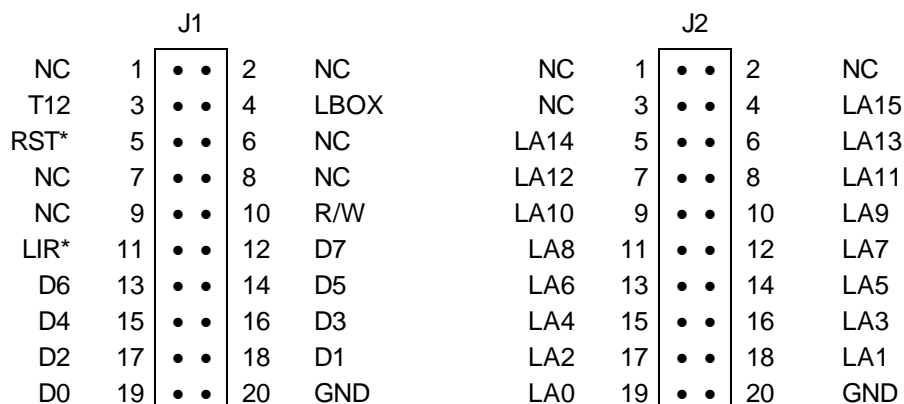 J1 J2
NC 1 2 NC NC 1 2 NC
T12 3 4 LBOX NC 3 4 LA15
RST* 5 6 NC LA14 5 6 LA13
NC 7 8 NC LA12 7 8 LA11
NC 9 10 R/W LA10 9 10 LA9
LIR* 11 12 D7 LA8 11 12 LA7
D6 13 14 D5 LA6 13 14 LA5
D4 15 16 D3 LA4 15 16 LA3
D2 17 18 D1 LA2 17 18 LA1
D0 19 20 GND LA0 19 20 GND